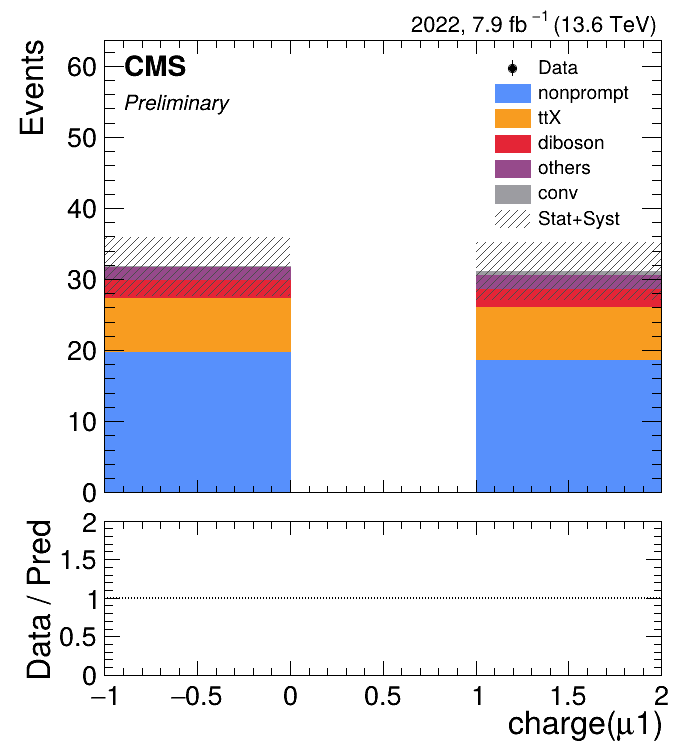 2022, 7.9 fb⁻¹ (13.6 TeV)
CMS
Preliminary
Data
nonprompt
ttX
diboson
others
conv
Stat+Syst
Events
60
50
40
30
20
10
0
Data / Pred
2
1.5
1
0.5
0
−1 −0.5 0 0.5 1 1.5 2
charge(μ1)